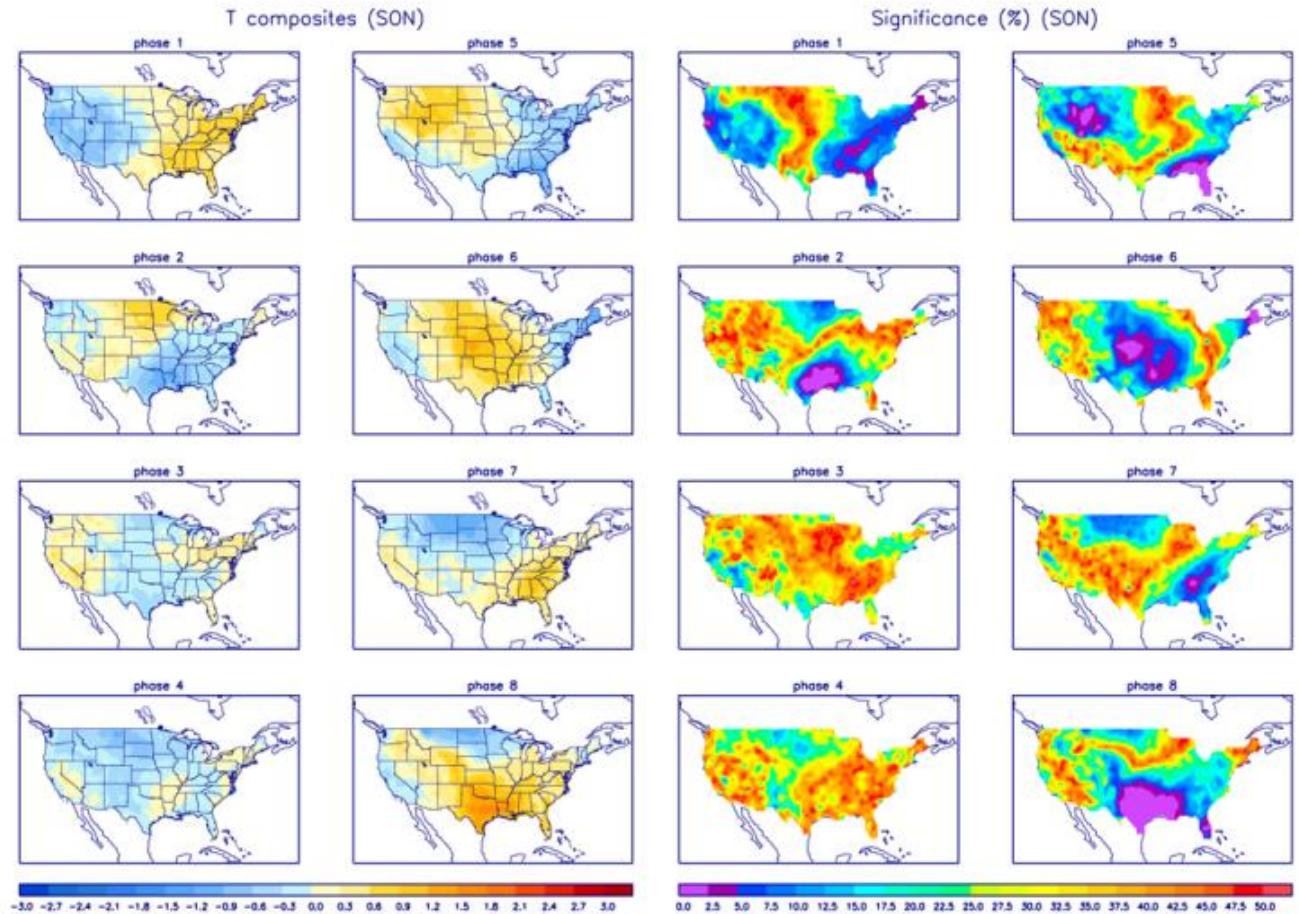 T composites (SON) Significance (%) (SON)
phase 1 phase 5 phase 1 phase 5
phase 2 phase 6 phase 2 phase 6
phase 3 phase 7 phase 3 phase 7
phase 4 phase 8 phase 4 phase 8
-3.0 -2.7 -2.4 -2.1 -1.8 -1.5 -1.2 -0.9 -0.6 -0.3 0.0 0.3 0.6 0.9 1.2 1.5 1.8 2.1 2.4 2.7 3.0 0.0 2.5 5.0 7.5 10.0 12.5 15.0 17.5 20.0 22.5 25.0 27.5 30.0 32.5 35.0 37.5 40.0 42.5 45.0 47.5 50.0